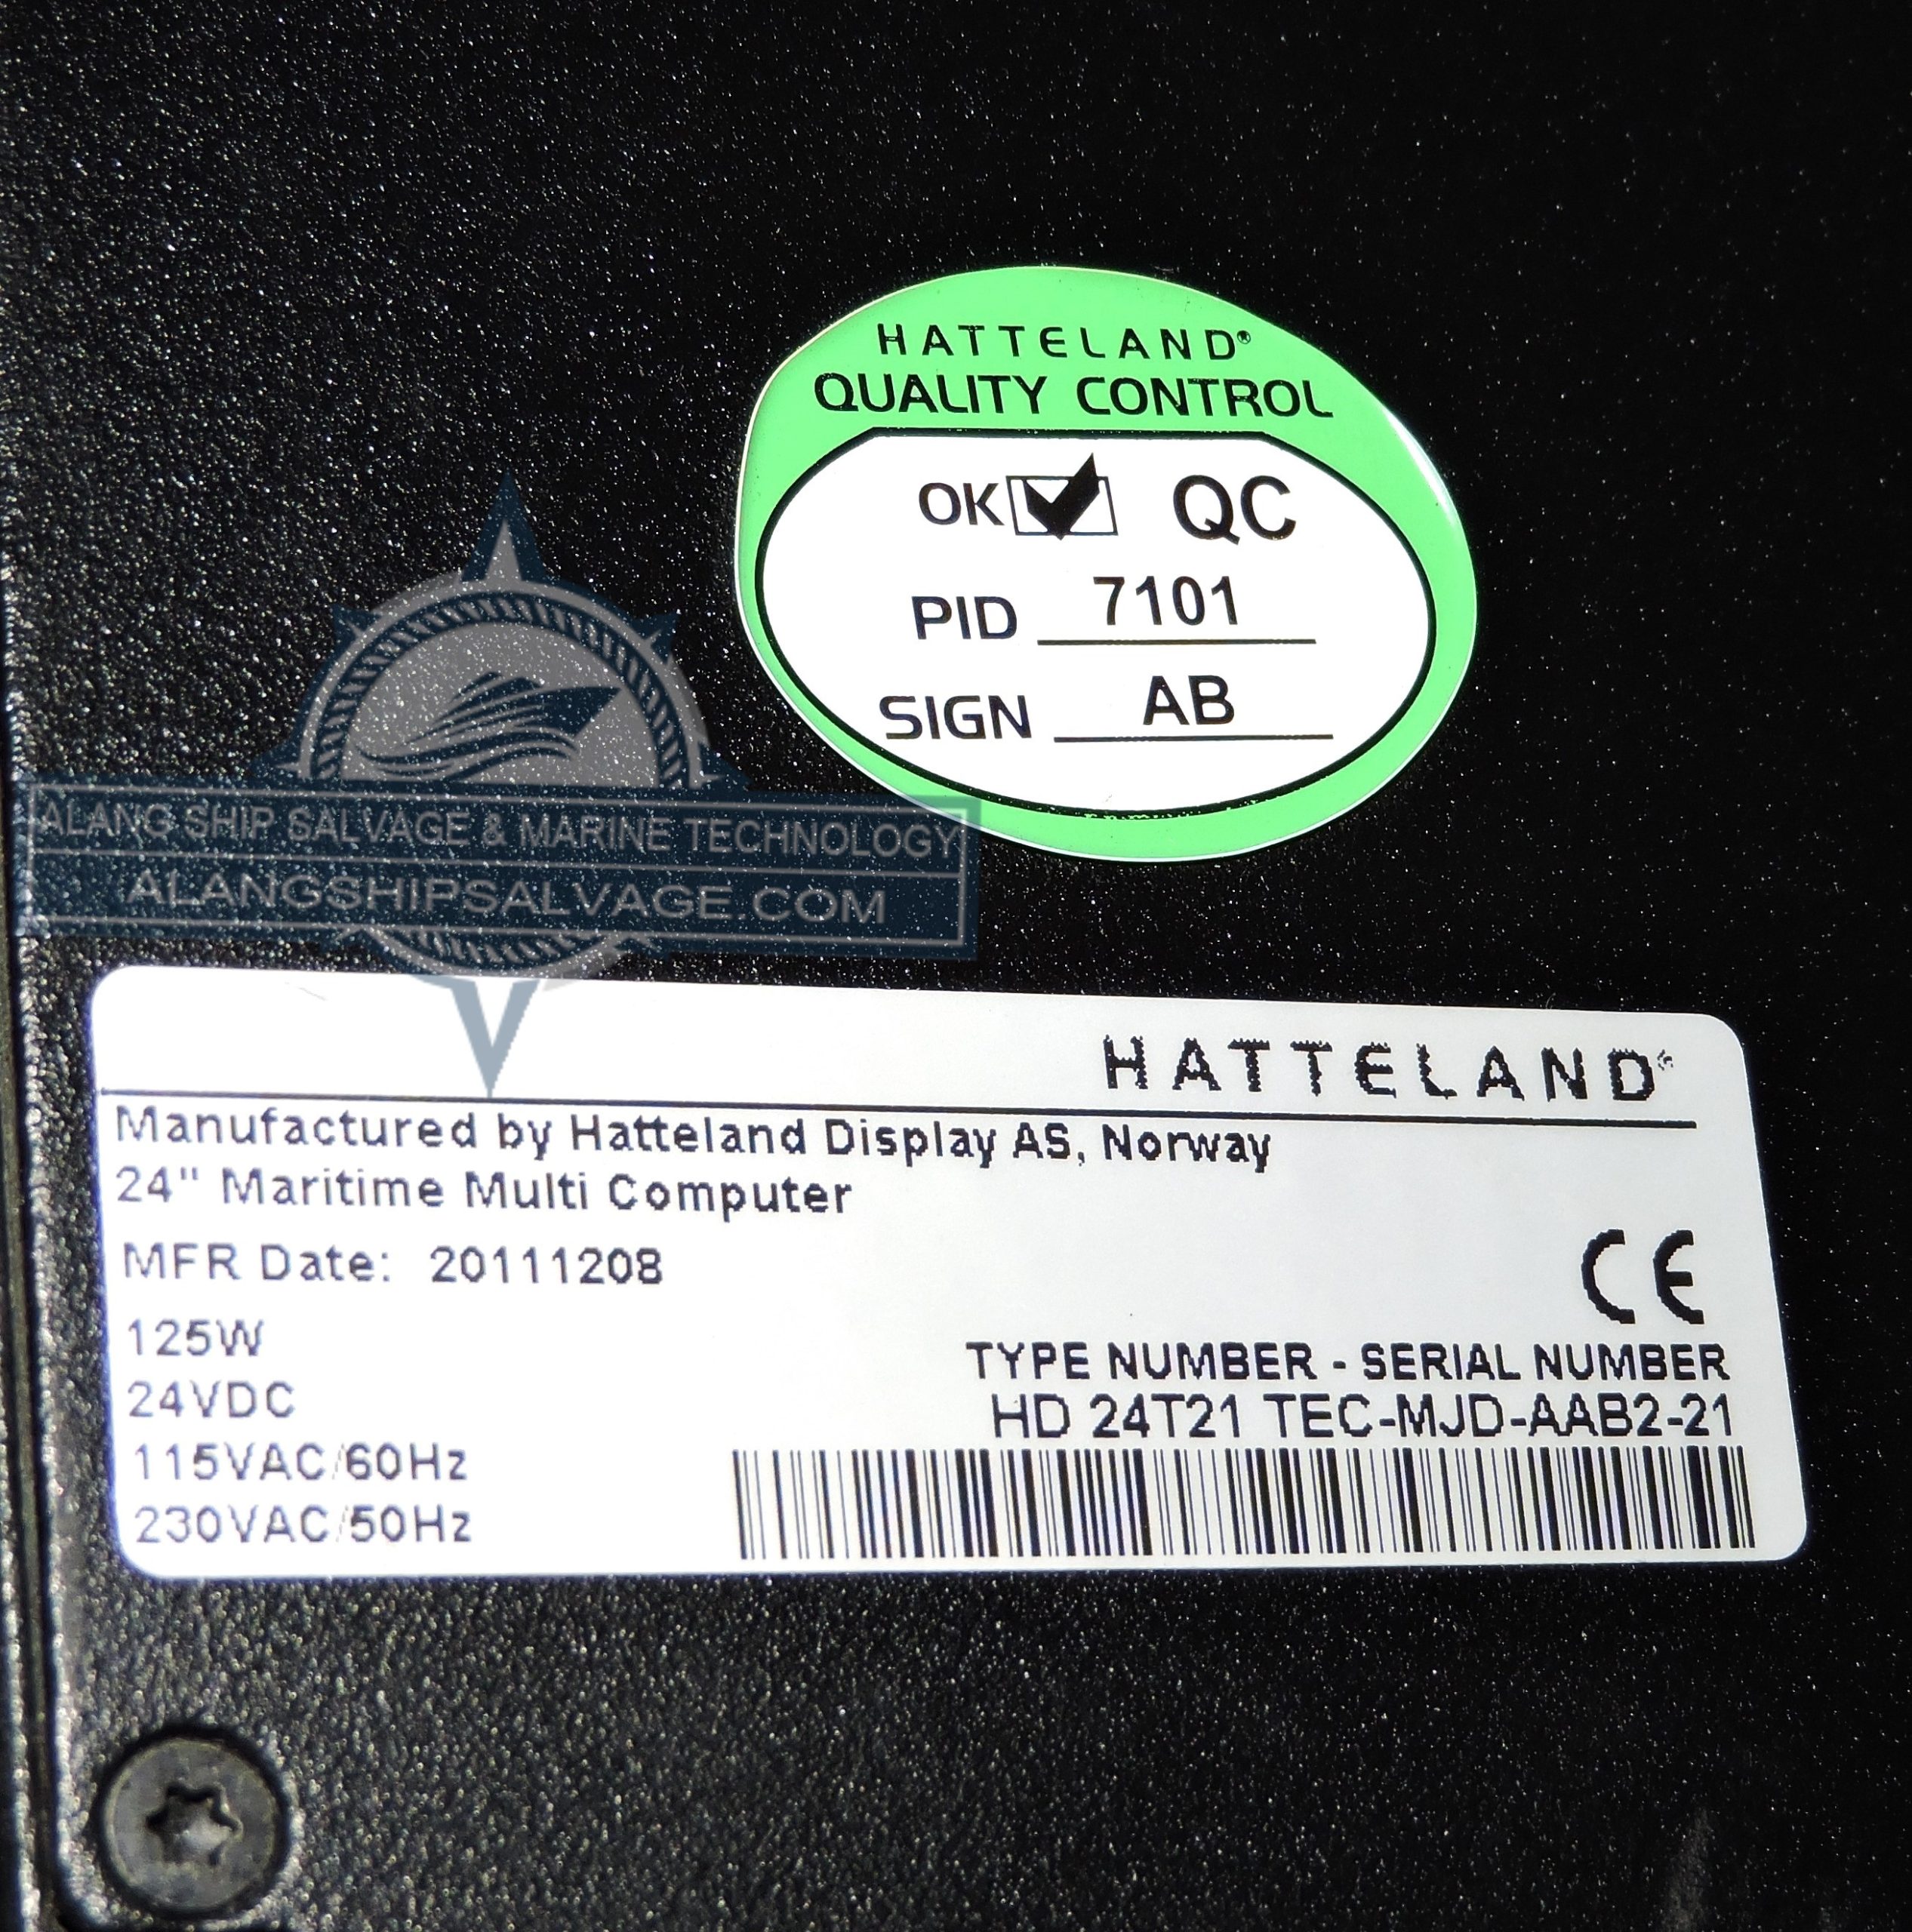 HATTELAND®
QUALITY CONTROL
OK QC
PID 7101
SIGN AB
ALANG SHIP SALVAGE & MARINE TECHNOLOGY
ALANGSHIPSALVAGE.COM
HATTELAND®
Manufactured by Hatteland Display AS, Norway
24" Maritime Multi Computer
MFR Date: 20111208
CE
125W
24VDC
115VAC/60Hz
230VAC/50Hz
TYPE NUMBER - SERIAL NUMBER
HD 24T21 TEC-MJD-AAB2-21